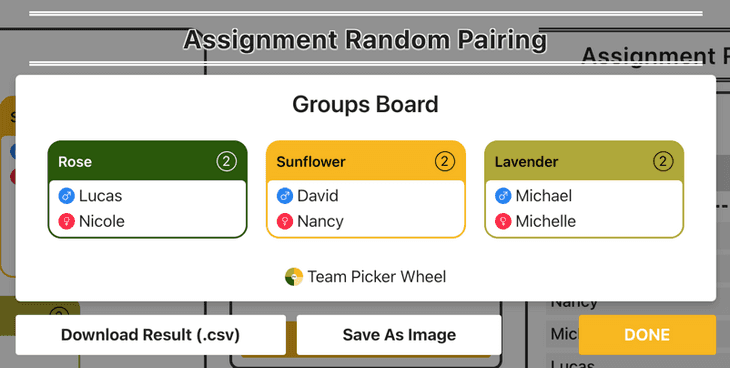 Assignment Random Pairing
Assignment
Groups Board
Rose 2
Lucas
Nicole
Sunflower 2
David
Nancy
Lavender 2
Michael
Michelle
Team Picker Wheel
Nancy
Lucas
Download Result (.csv)
Save As Image
DONE